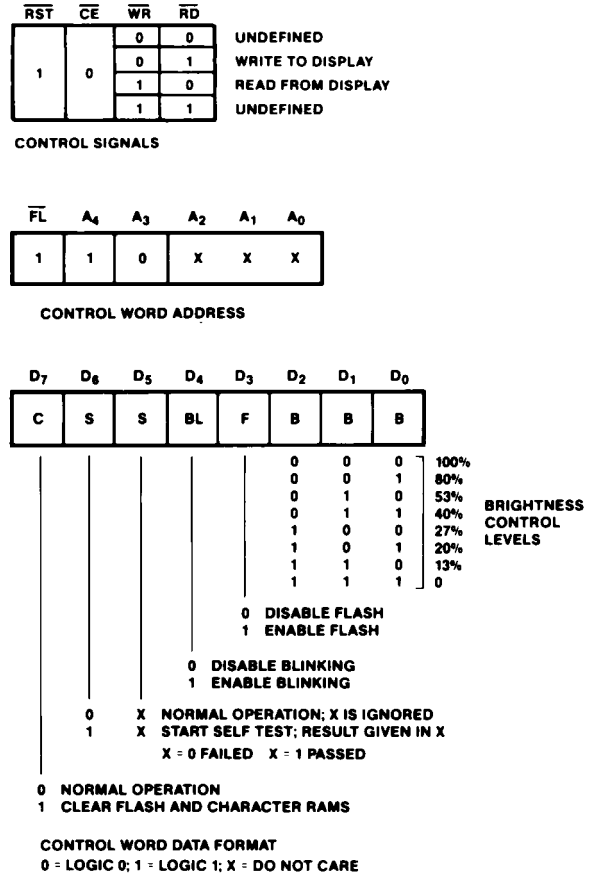 RST CE WR RD
0 0 UNDEFINED
0 1 WRITE TO DISPLAY
1 0 1 0 READ FROM DISPLAY
1 1 UNDEFINED
CONTROL SIGNALS
FL A4 A3 A2 A1 A0
1 1 0 X X X
CONTROL WORD ADDRESS
D7 D6 D5 D4 D3 D2 D1 D0
C S S BL F B B B
0 0 0 100%
0 0 1 80%
0 1 0 53%
0 1 1 40%
1 0 0 27%
1 0 1 20%
1 1 0 13%
1 1 1 0
BRIGHTNESS
CONTROL
LEVELS
0 DISABLE FLASH
1 ENABLE FLASH
0 DISABLE BLINKING
1 ENABLE BLINKING
0 X NORMAL OPERATION; X IS IGNORED
1 X START SELF TEST; RESULT GIVEN IN X
X = 0 FAILED X = 1 PASSED
0 NORMAL OPERATION
1 CLEAR FLASH AND CHARACTER RAMS
CONTROL WORD DATA FORMAT
0 = LOGIC 0; 1 = LOGIC 1; X = DO NOT CARE